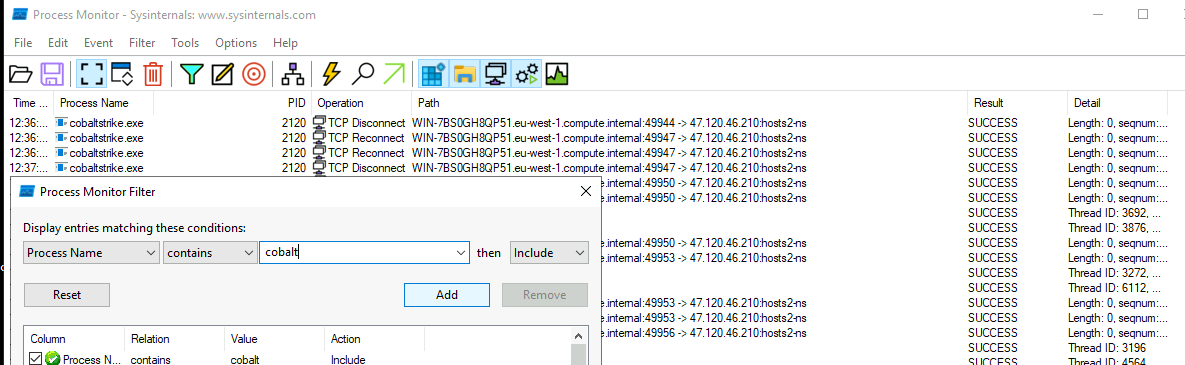 Process Monitor - Sysinternals: www.sysinternals.com
File Edit Event Filter Tools Options Help
Time ... Process Name PID Operation Path Result Detail
12:36:... cobaltstrike.exe 2120 TCP Disconnect WIN-7BS0GH8QP51.eu-west-1.compute.internal:49944 -> 47.120.46.210:hosts2-ns SUCCESS Length: 0, seqnum:...
12:36:... cobaltstrike.exe 2120 TCP Reconnect WIN-7BS0GH8QP51.eu-west-1.compute.internal:49947 -> 47.120.46.210:hosts2-ns SUCCESS Length: 0, seqnum:...
12:36:... cobaltstrike.exe 2120 TCP Reconnect WIN-7BS0GH8QP51.eu-west-1.compute.internal:49947 -> 47.120.46.210:hosts2-ns SUCCESS Length: 0, seqnum:...
12:37:... cobaltstrike.exe 2120 TCP Disconnect WIN-7BS0GH8QP51.eu-west-1.compute.internal:49947 -> 47.120.46.210:hosts2-ns SUCCESS Length: 0, seqnum:...
te.internal:49950 -> 47.120.46.210:hosts2-ns SUCCESS Length: 0, seqnum:...
te.internal:49950 -> 47.120.46.210:hosts2-ns SUCCESS Length: 0, seqnum:...
SUCCESS Thread ID: 3692, ...
SUCCESS Thread ID: 3876, ...
te.internal:49950 -> 47.120.46.210:hosts2-ns SUCCESS Length: 0, seqnum:...
te.internal:49953 -> 47.120.46.210:hosts2-ns SUCCESS Length: 0, seqnum:...
SUCCESS Thread ID: 3272, ...
SUCCESS Thread ID: 6112, ...
te.internal:49953 -> 47.120.46.210:hosts2-ns SUCCESS Length: 0, seqnum:...
te.internal:49953 -> 47.120.46.210:hosts2-ns SUCCESS Length: 0, seqnum:...
te.internal:49956 -> 47.120.46.210:hosts2-ns SUCCESS Length: 0, seqnum:...
SUCCESS Thread ID: 3196
SUCCESS Thread ID: 4564
Process Monitor Filter
Display entries matching these conditions:
Process Name contains cobalt then Include
Reset Add Remove
Column Relation Value Action
Process N... contains cobalt Include